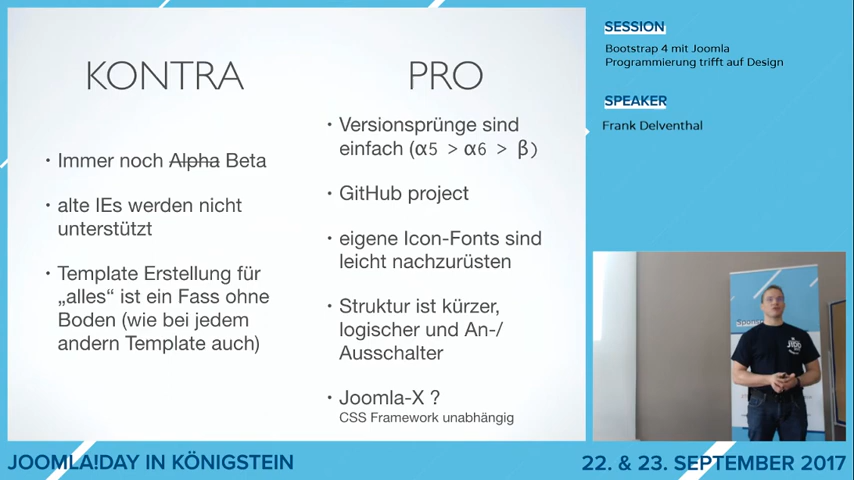 KONTRA
• Immer noch Alpha Beta
• alte IEs werden nicht
unterstützt
• Template Erstellung für
„alles“ ist ein Fass ohne
Boden (wie bei jedem
andern Template auch)
PRO
• Versionsprünge sind
einfach (α5 > α6 > β)
• GitHub project
• eigene Icon-Fonts sind
leicht nachzurüsten
• Struktur ist kürzer,
logischer und An-/
Ausschalter
• Joomla-X ?
CSS Framework unabhängig
SESSION
Bootstrap 4 mit Joomla
Programmierung trifft auf Design
SPEAKER
Frank Delventhal
JOOMLA!DAY IN KÖNIGSTEIN
22. & 23. SEPTEMBER 2017